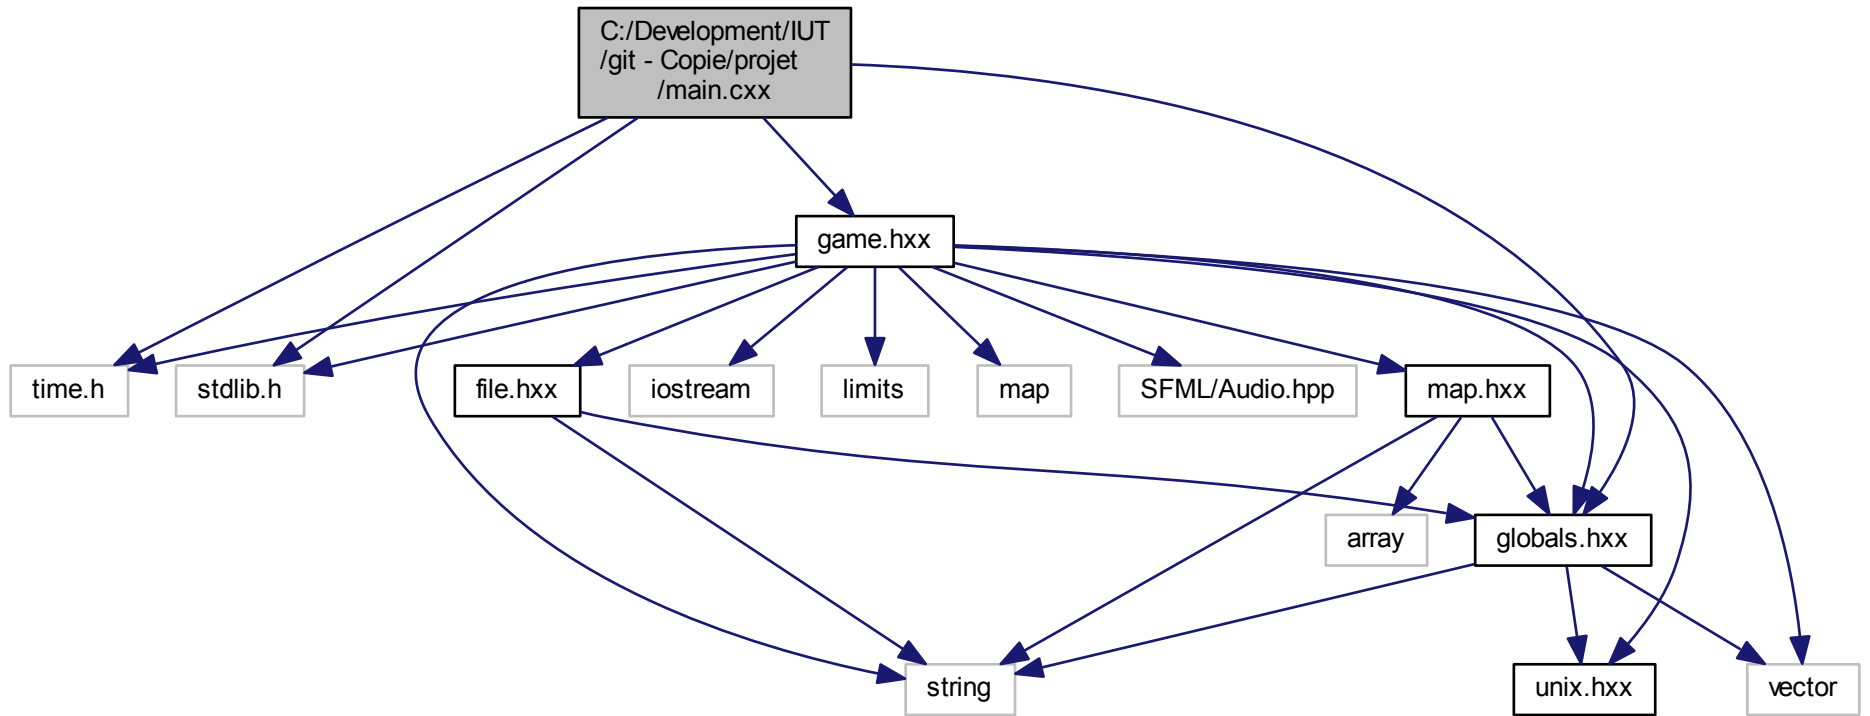 C:/Development/IUT
/git - Copie/projet
/main.cxx
game.hxx
time.h
stdlib.h
file.hxx
iostream
limits
map
SFML/Audio.hpp
map.hxx
array
globals.hxx
string
unix.hxx
vector